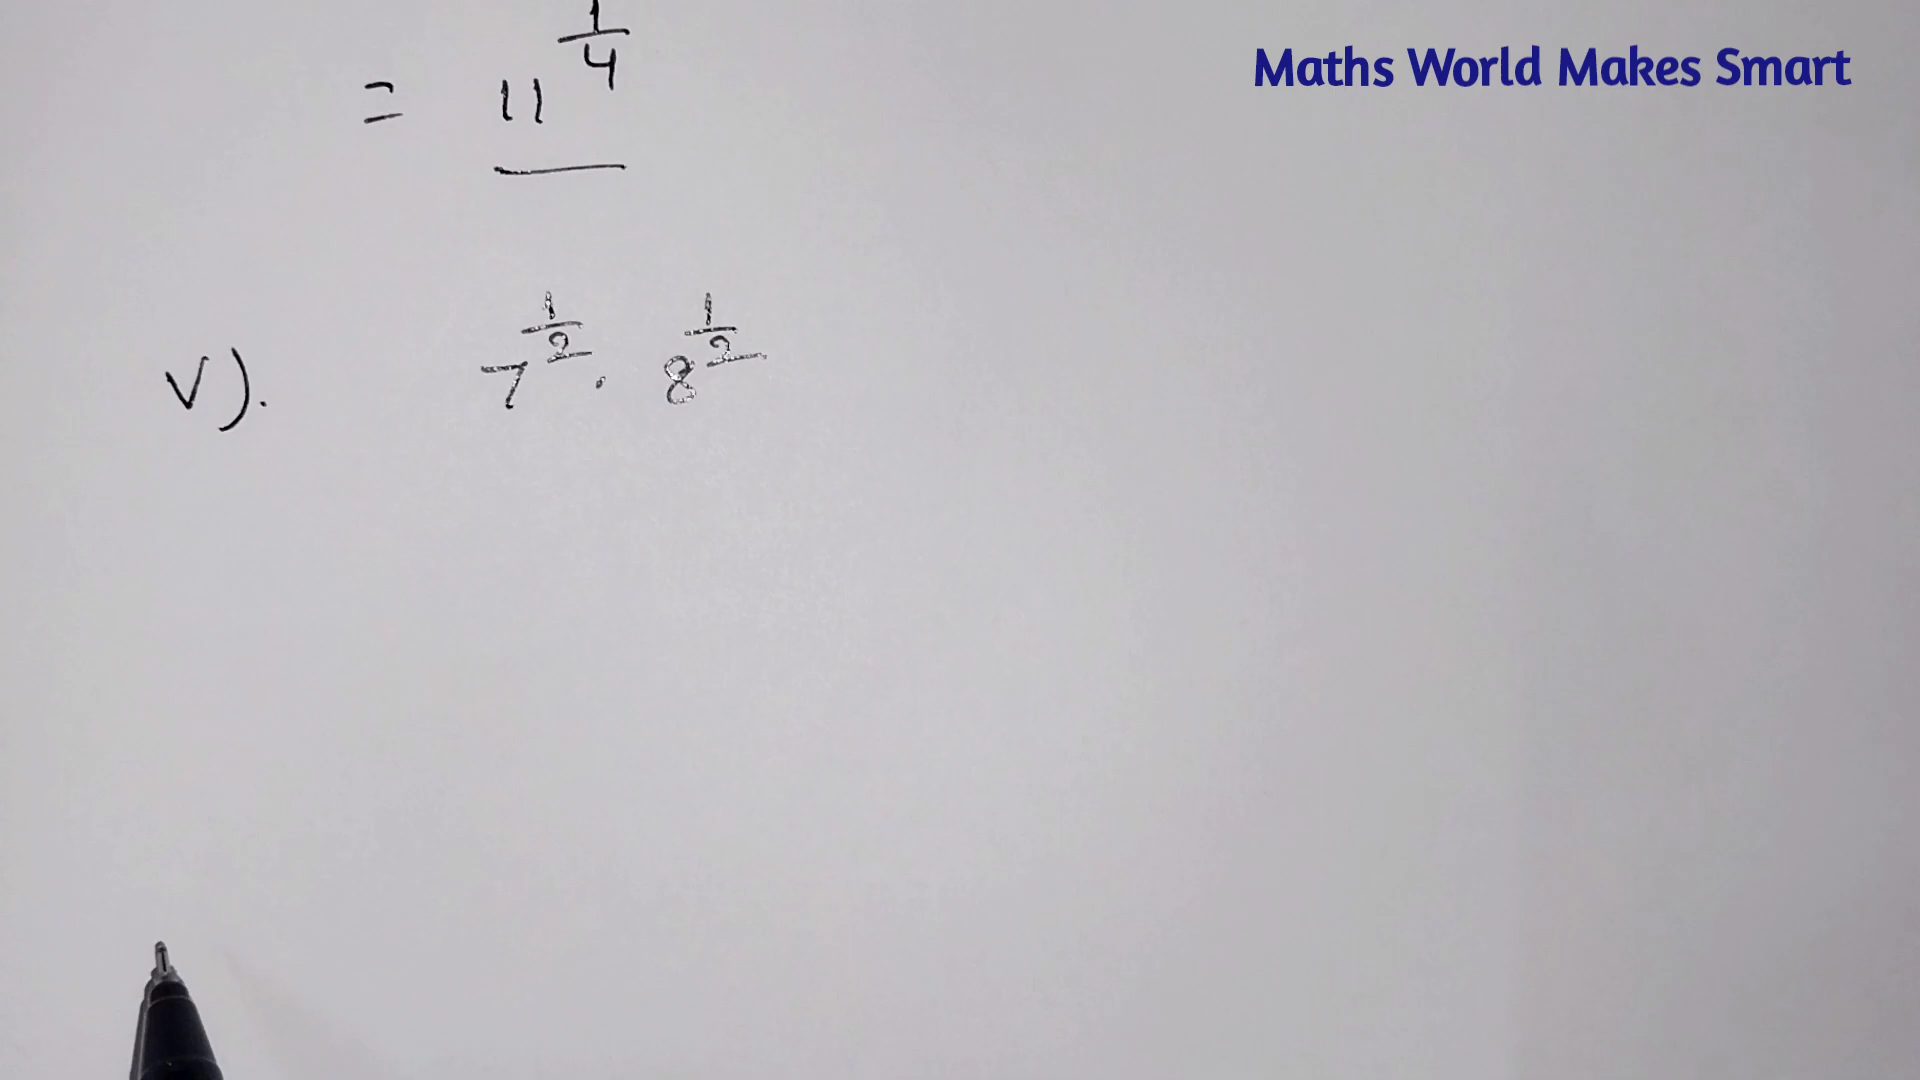 Maths World Makes Smart
= 11^(1/4)
v). 7^(1/2) . 8^(1/2)